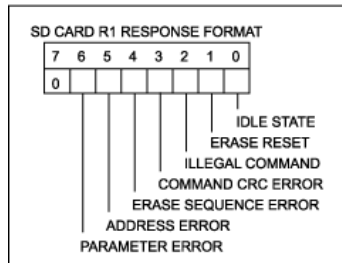 SD CARD R1 RESPONSE FORMAT
7 6 5 4 3 2 1 0
0
IDLE STATE
ERASE RESET
ILLEGAL COMMAND
COMMAND CRC ERROR
ERASE SEQUENCE ERROR
ADDRESS ERROR
PARAMETER ERROR